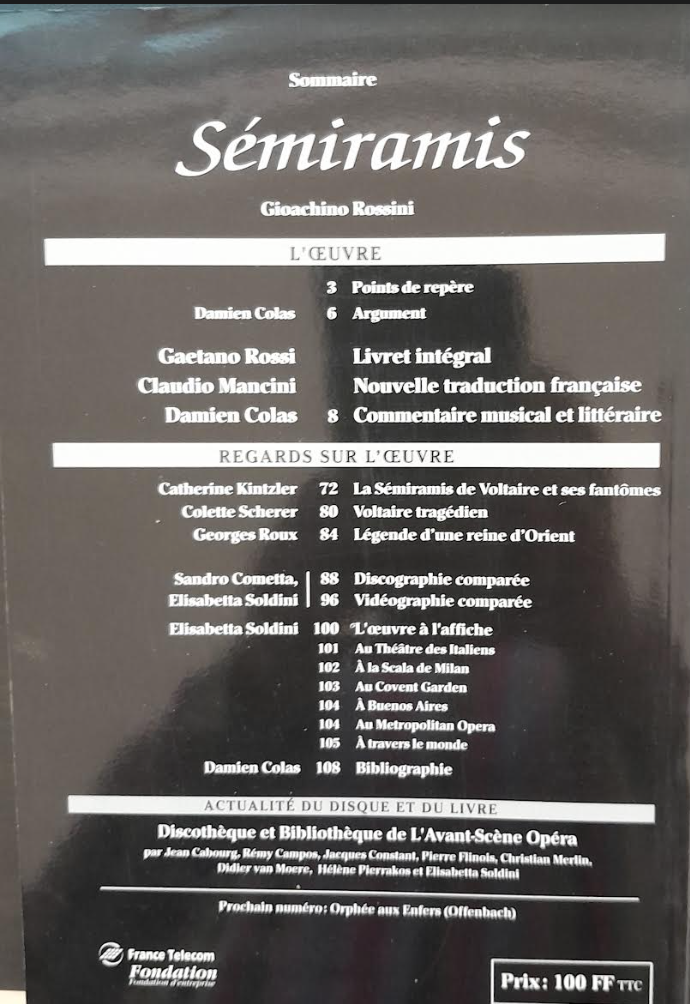 Sommaire
Sémiramis
Gioachino Rossini
L'ŒUVRE
3 Points de repère
Damien Colas 6 Argument
Gaetano Rossi Livret intégral
Claudio Mancini Nouvelle traduction française
Damien Colas 8 Commentaire musical et littéraire
REGARDS SUR L'ŒUVRE
Catherine Kintzler 72 La Sémiramis de Voltaire et ses fantômes
Colette Scherer 80 Voltaire tragédien
Georges Roux 84 Légende d'une reine d'Orient
Sandro Cometta, 88 Discographie comparée
Elisabetta Soldini 96 Vidéographie comparée
Elisabetta Soldini 100 L'œuvre à l'affiche
101 Au Théâtre des Italiens
102 À la Scala de Milan
103 Au Covent Garden
104 À Buenos Aires
104 Au Metropolitan Opera
105 À travers le monde
Damien Colas 108 Bibliographie
ACTUALITÉ DU DISQUE ET DU LIVRE
Discothèque et Bibliothèque de L'Avant-Scène Opéra
par Jean Cabourg, Rémy Campos, Jacques Constant, Pierre Flinois, Christian Merlin,
Didier van Moere, Hélène Pierrakos et Elisabetta Soldini
Prochain numéro: Orphée aux Enfers (Offenbach)
France Telecom
Fondation
Fondation d'entreprise
Prix: 100 FF TTC